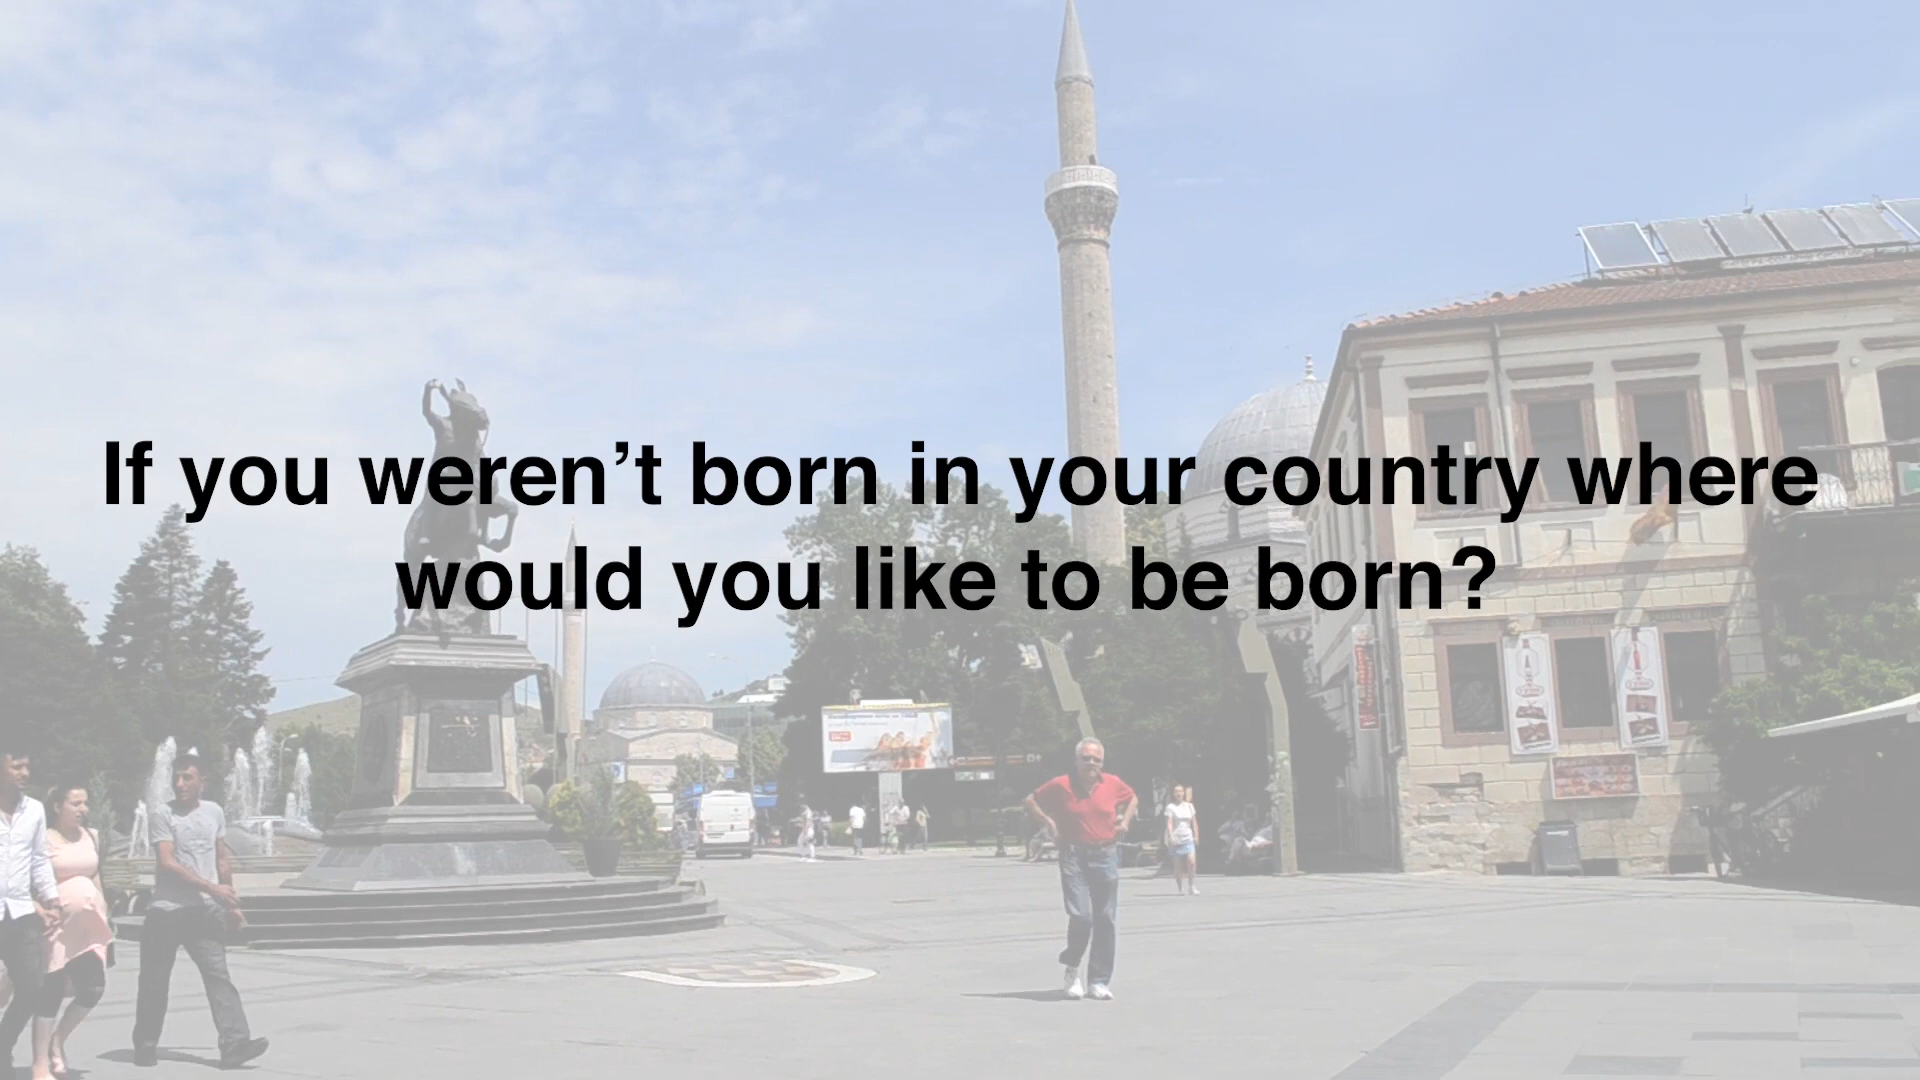 If you weren’t born in your country where
would you like to be born?